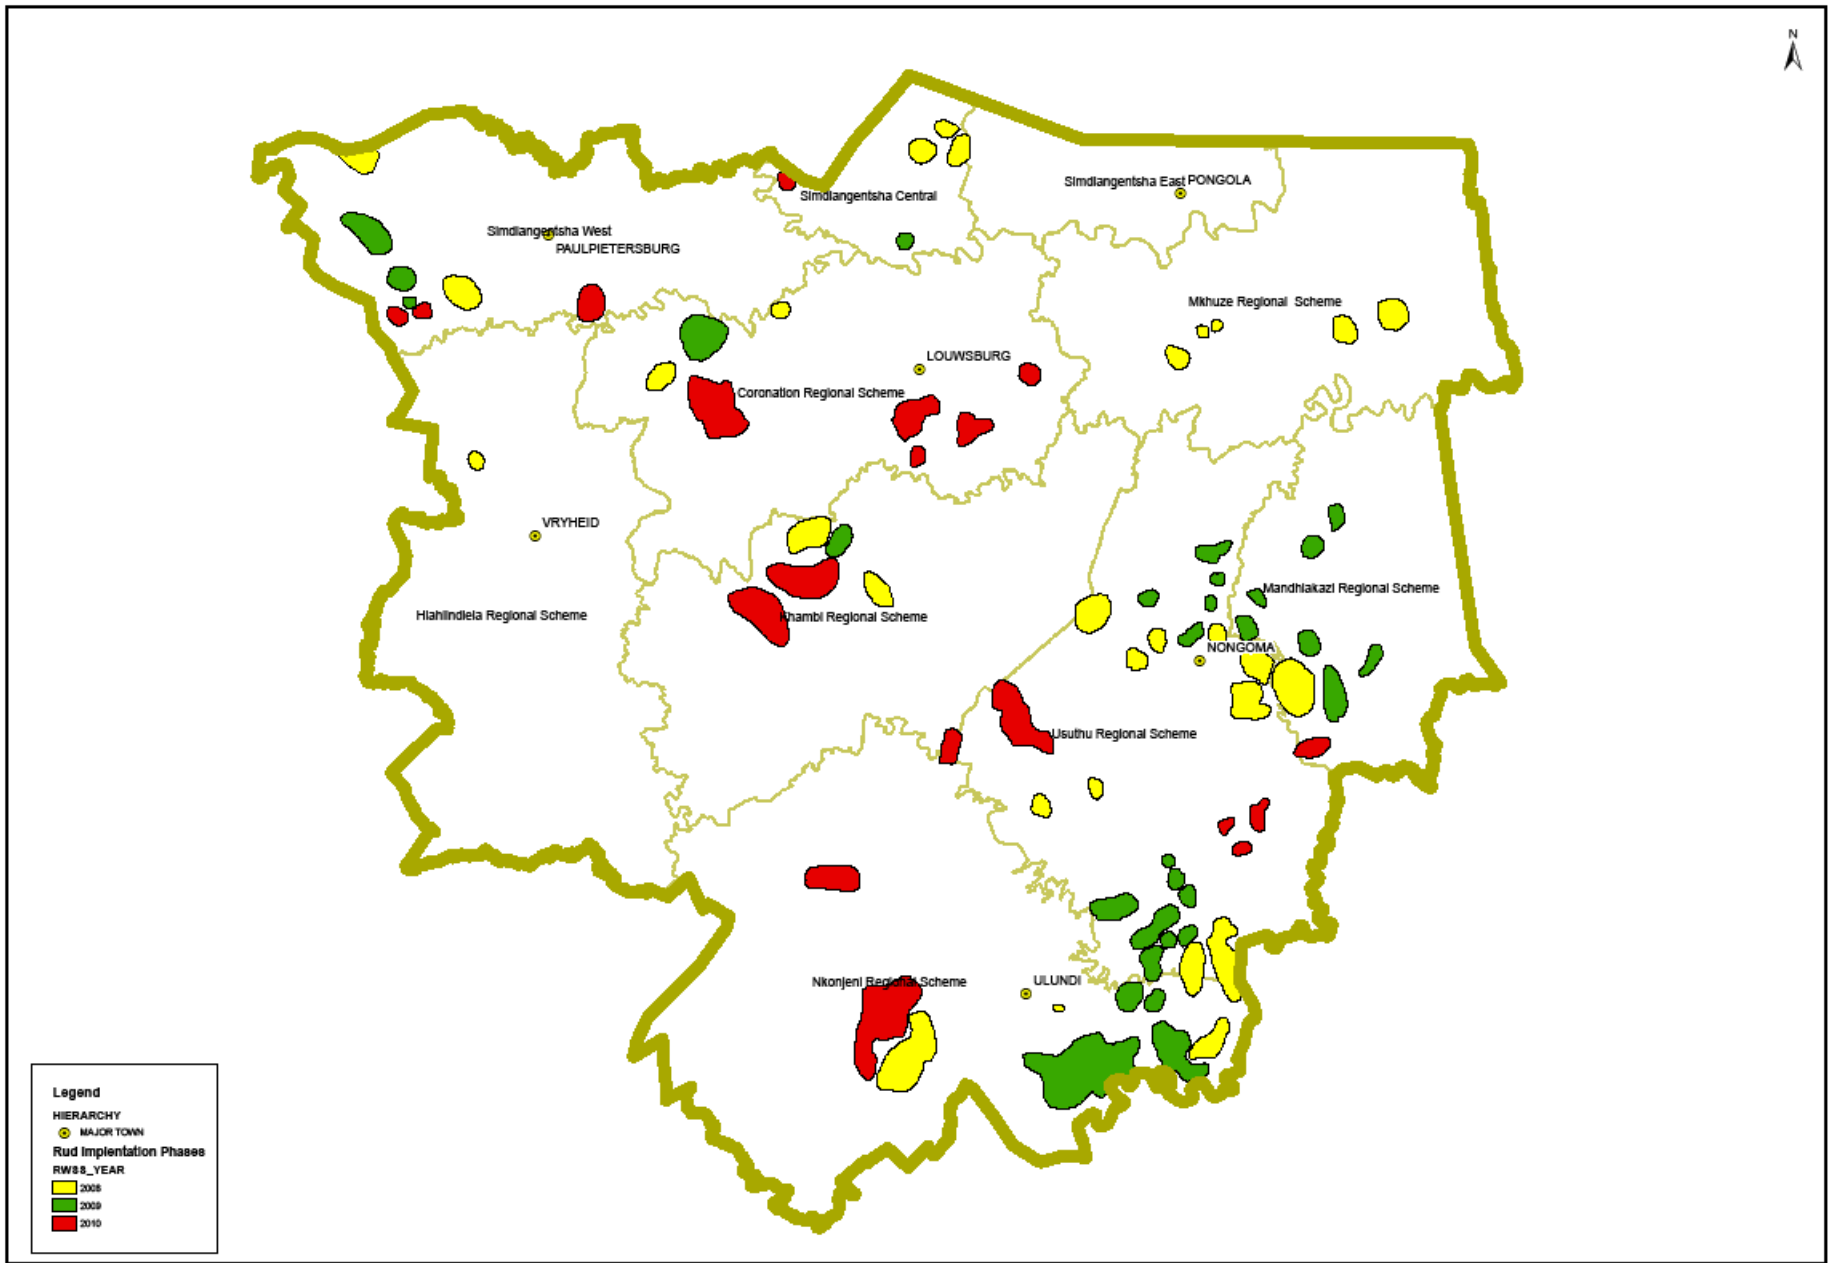 N
Simdlangentsha Central
Simdlangentsha East PONGOLA
Simdlangentsha West
PAULPIETERSBURG
Mkhuze Regional Scheme
LOUWSBURG
Coronation Regional Scheme
VRYHEID
Mandhlakazi Regional Scheme
Hlahlindlela Regional Scheme
Khambi Regional Scheme
NONGOMA
Usuthu Regional Scheme
Nkonjeni Regional Scheme
ULUNDI
Legend
HIERARCHY
MAJOR TOWN
Rud Implentation Phases
RWSS_YEAR
2008
2009
2010